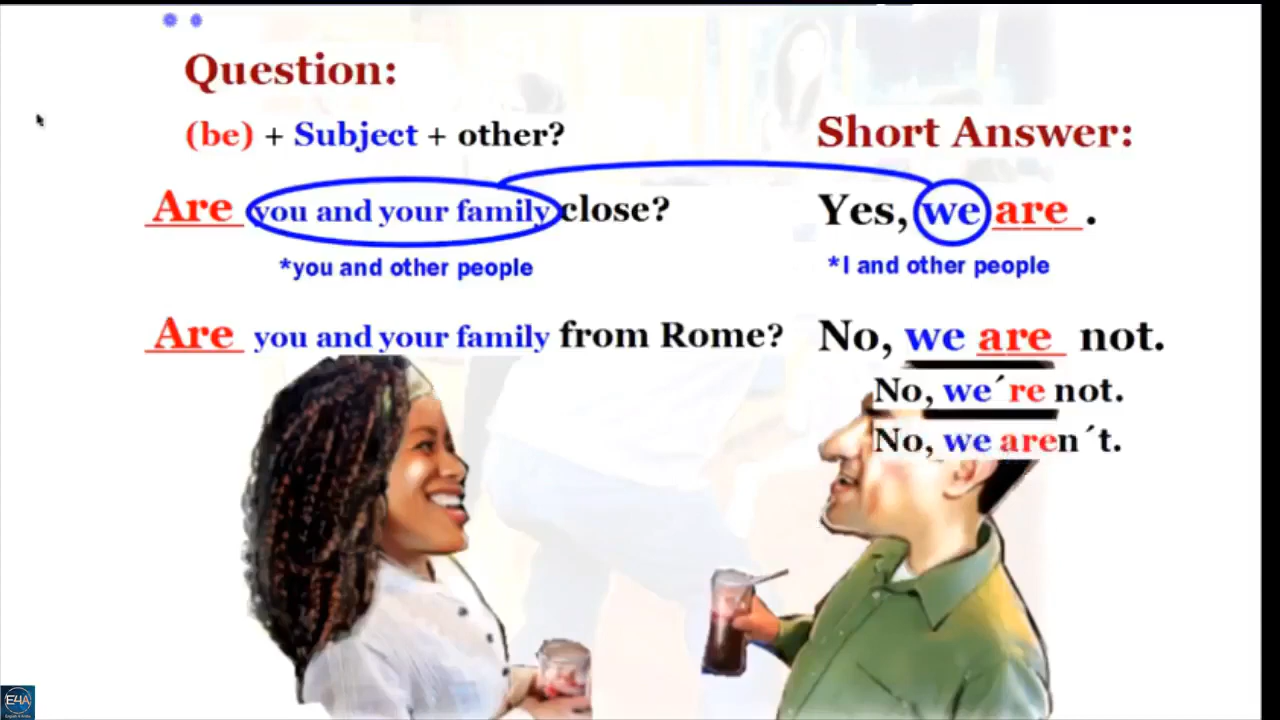 Question:
(be) + Subject + other?
Short Answer:
Are you and your family close?
Yes, we are .
*you and other people
*I and other people
Are you and your family from Rome?
No, we are not.
No, we´re not.
No, we aren´t.
E4A